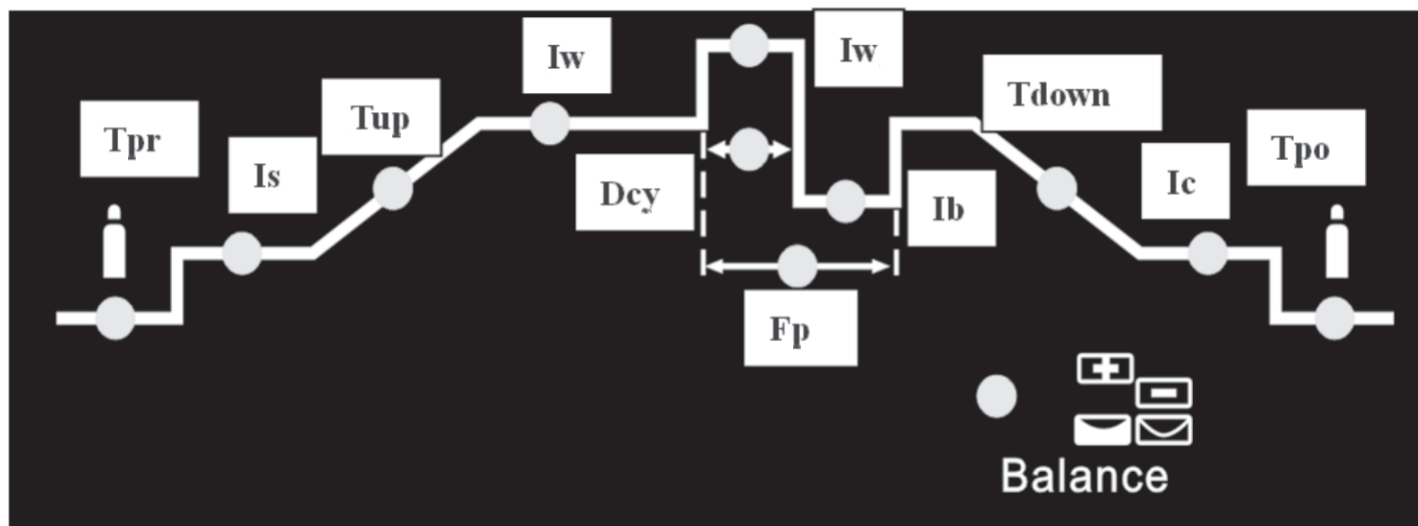 Tpr
Is
Tup
Iw
Dcy
Iw
Ib
Fp
Tdown
Ic
Tpo
Balance